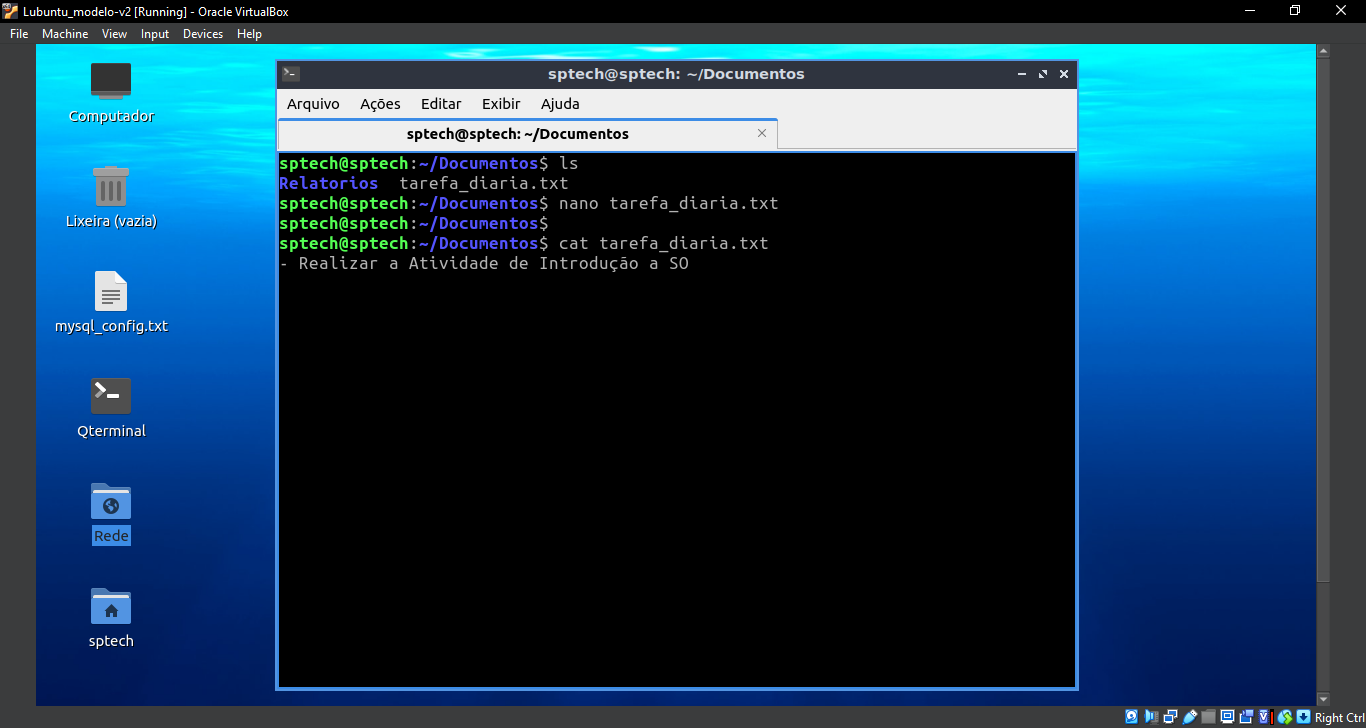 Lubuntu_modelo-v2 [Running] - Oracle VirtualBox
File Machine View Input Devices Help
Computador
Lixeira (vazia)
mysql_config.txt
Qterminal
Rede
sptech
sptech@sptech: ~/Documentos
Arquivo Ações Editar Exibir Ajuda
sptech@sptech: ~/Documentos
sptech@sptech:~/Documentos$ ls
Relatorios  tarefa_diaria.txt
sptech@sptech:~/Documentos$ nano tarefa_diaria.txt
sptech@sptech:~/Documentos$
sptech@sptech:~/Documentos$ cat tarefa_diaria.txt
- Realizar a Atividade de Introdução a SO
Right Ctrl